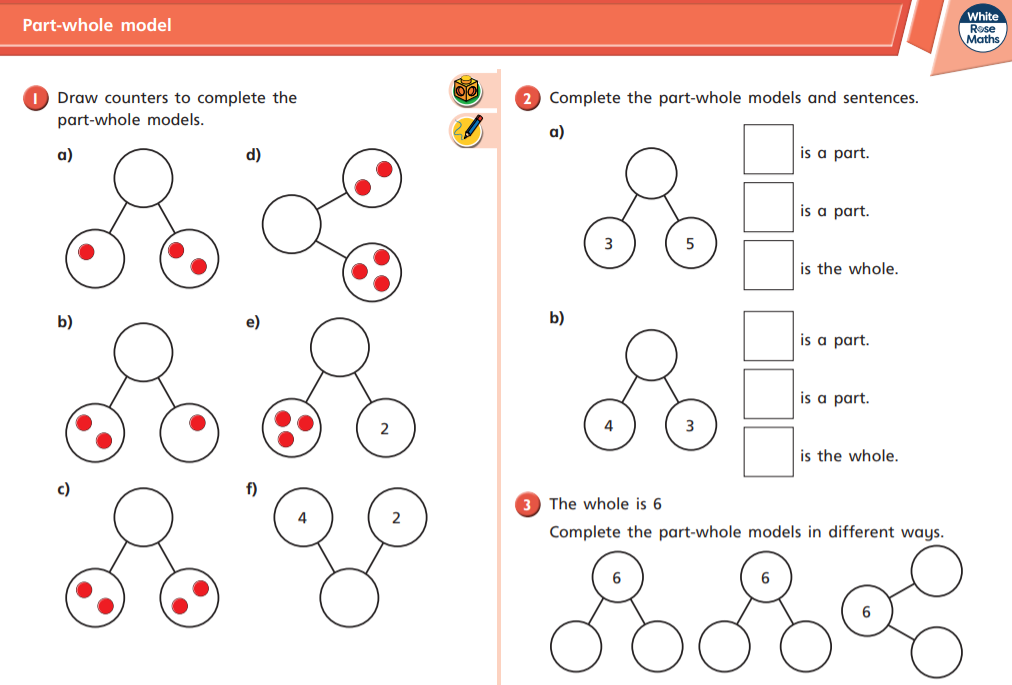 Part-whole model
White
Rose
Maths
1 Draw counters to complete the
part-whole models.
a)
d)
b)
e)
2
c)
f)
4
2
2 Complete the part-whole models and sentences.
a)
is a part.
is a part.
3
5
is the whole.
b)
is a part.
is a part.
4
3
is the whole.
3 The whole is 6
Complete the part-whole models in different ways.
6
6
6